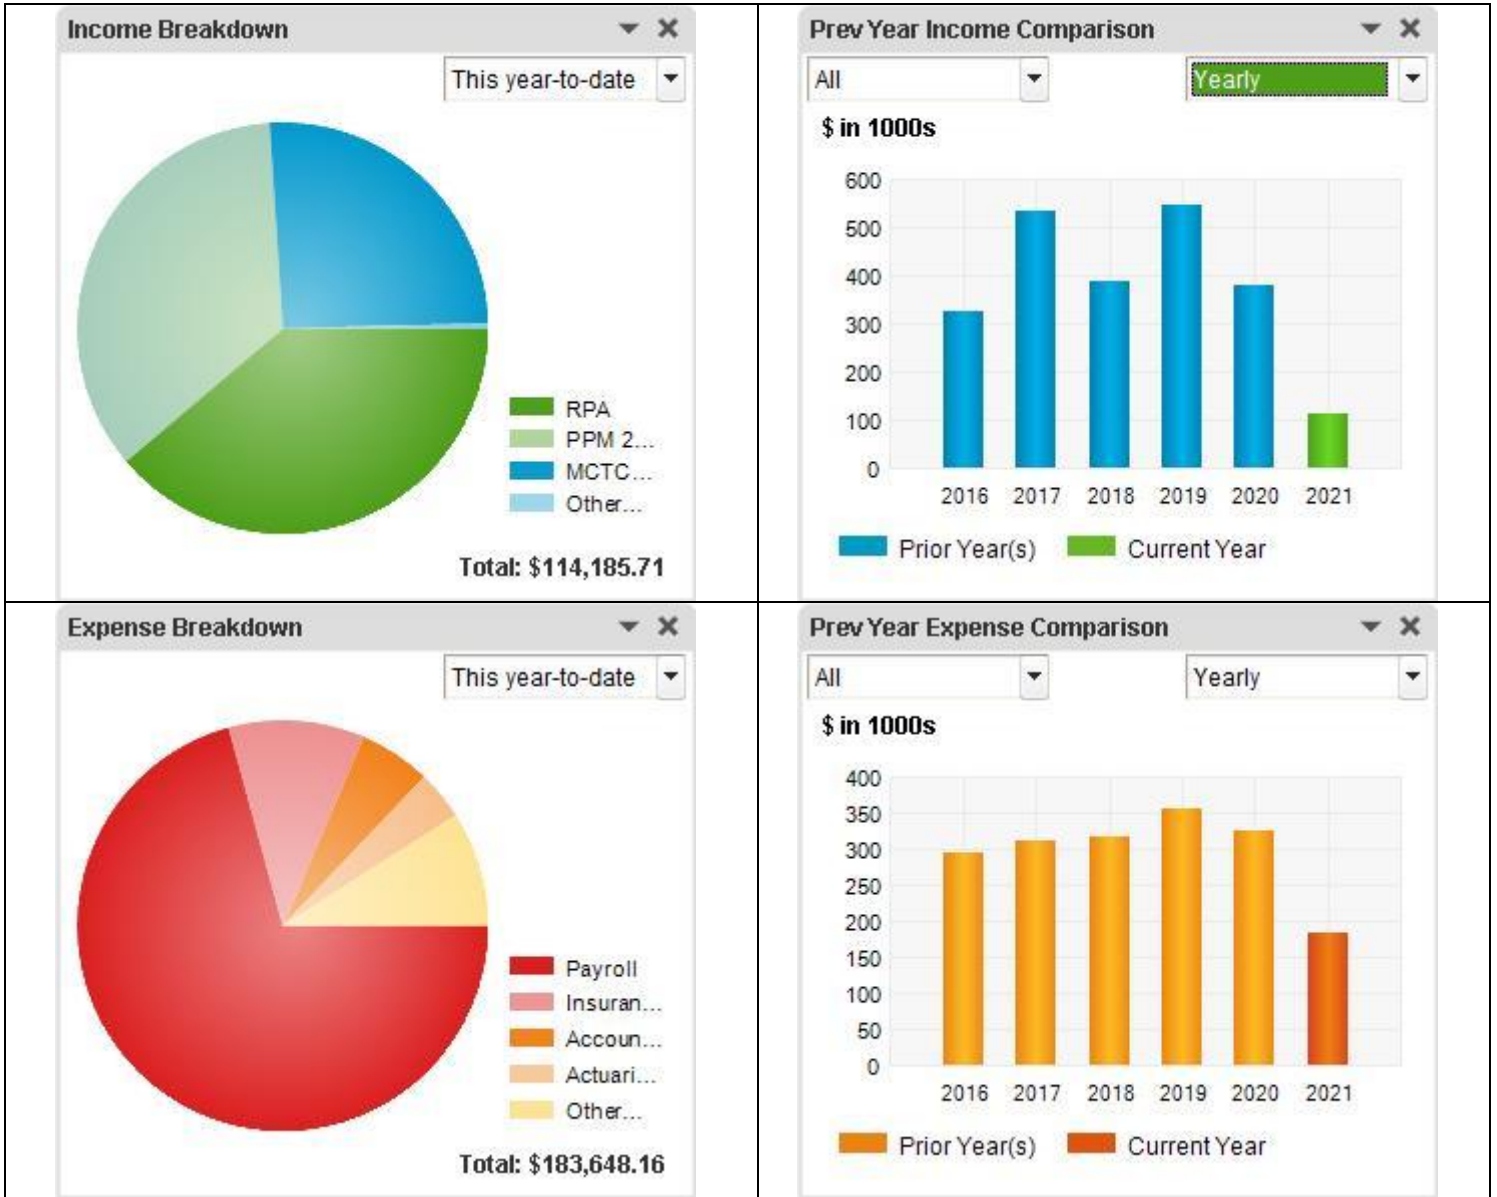 Income Breakdown
This year-to-date
RPA
PPM 2...
MCTC...
Other...
Total: $114,185.71
Prev Year Income Comparison
All
Yearly
$ in 1000s
600
500
400
300
200
100
0
2016 2017 2018 2019 2020 2021
Prior Year(s) Current Year
Expense Breakdown
This year-to-date
Payroll
Insuran...
Accoun...
Actuari...
Other...
Total: $183,648.16
Prev Year Expense Comparison
All
Yearly
$ in 1000s
400
350
300
250
200
150
100
50
0
2016 2017 2018 2019 2020 2021
Prior Year(s) Current Year